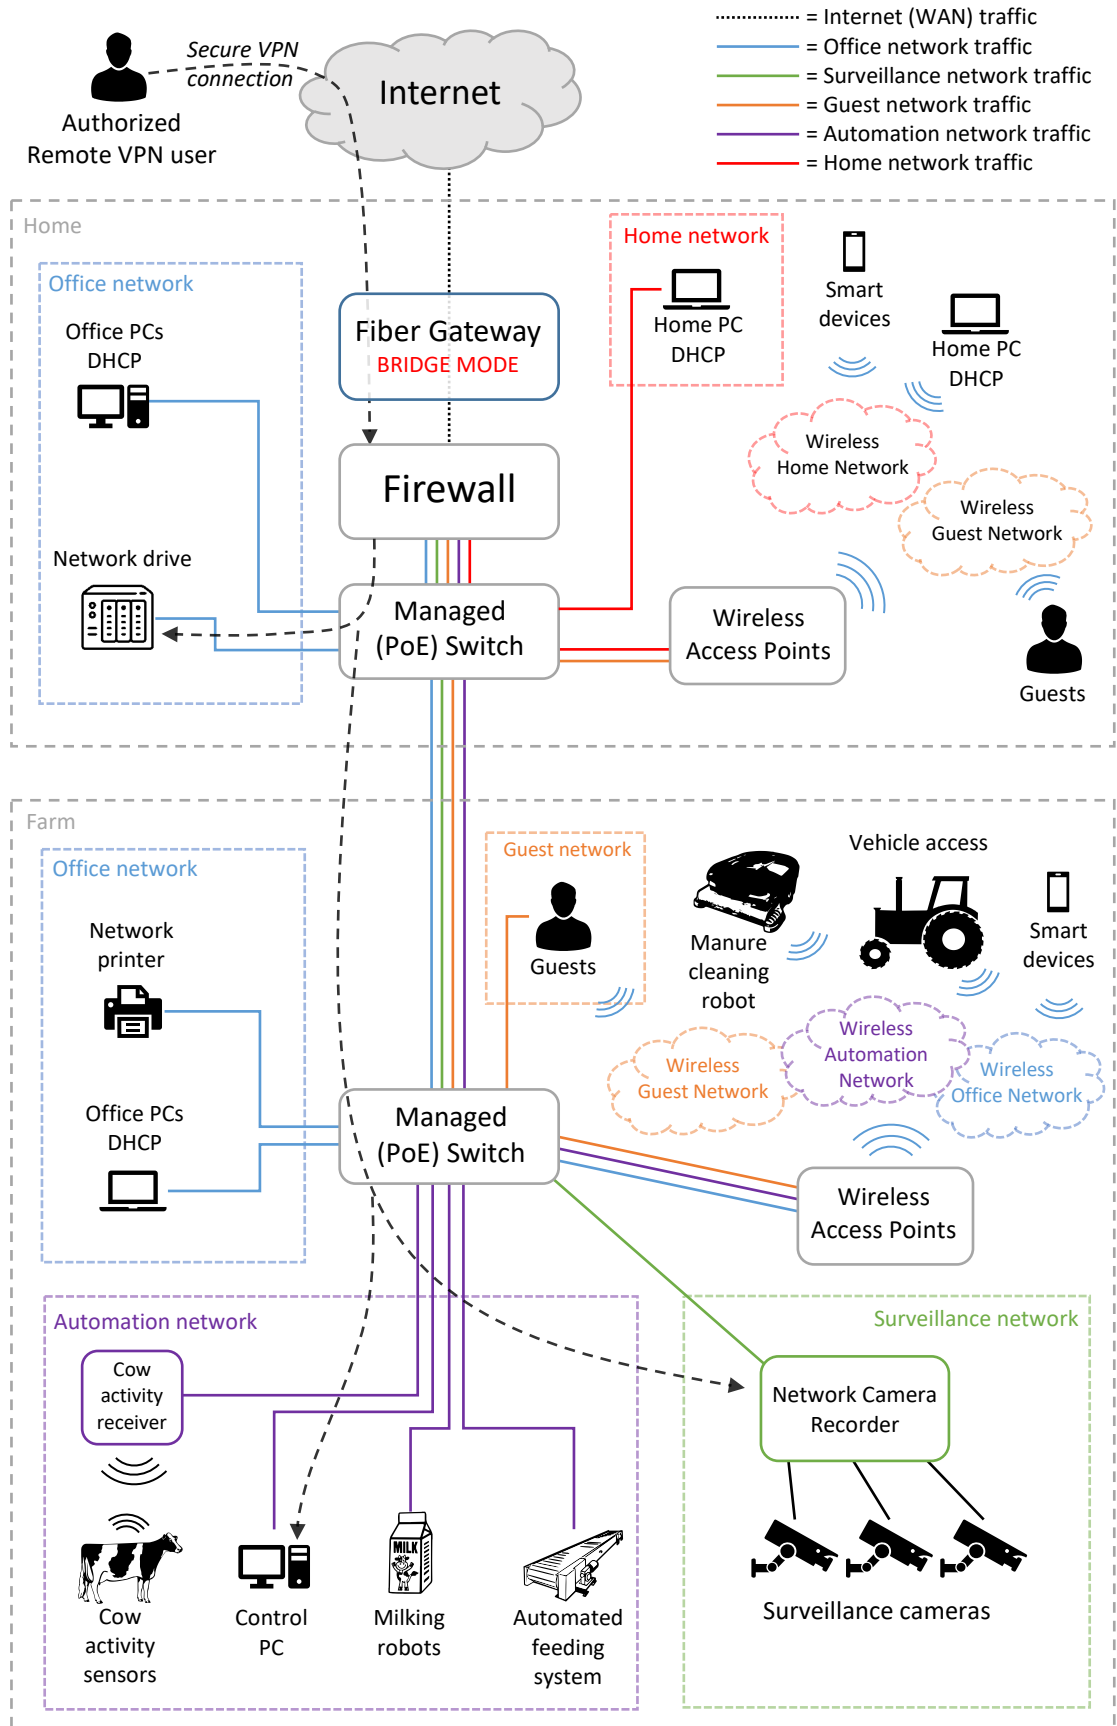 = Internet (WAN) traffic
= Office network traffic
= Surveillance network traffic
= Guest network traffic
= Automation network traffic
= Home network traffic
Secure VPN
connection
Internet
Authorized
Remote VPN user
Home
Office network
Office PCs
DHCP
Network drive
Fiber Gateway
BRIDGE MODE
Firewall
Managed
(PoE) Switch
Home network
Home PC
DHCP
Smart
devices
Home PC
DHCP
Wireless
Home Network
Wireless
Guest Network
Wireless
Access Points
Guests
Farm
Office network
Network
printer
Office PCs
DHCP
Guest network
Guests
Manure
cleaning
robot
Vehicle access
Smart
devices
Wireless
Guest Network
Wireless
Automation
Network
Wireless
Office Network
Managed
(PoE) Switch
Wireless
Access Points
Automation network
Cow
activity
receiver
Cow
activity
sensors
Control
PC
MILK
Milking
robots
Automated
feeding
system
Surveillance network
Network Camera
Recorder
Surveillance cameras